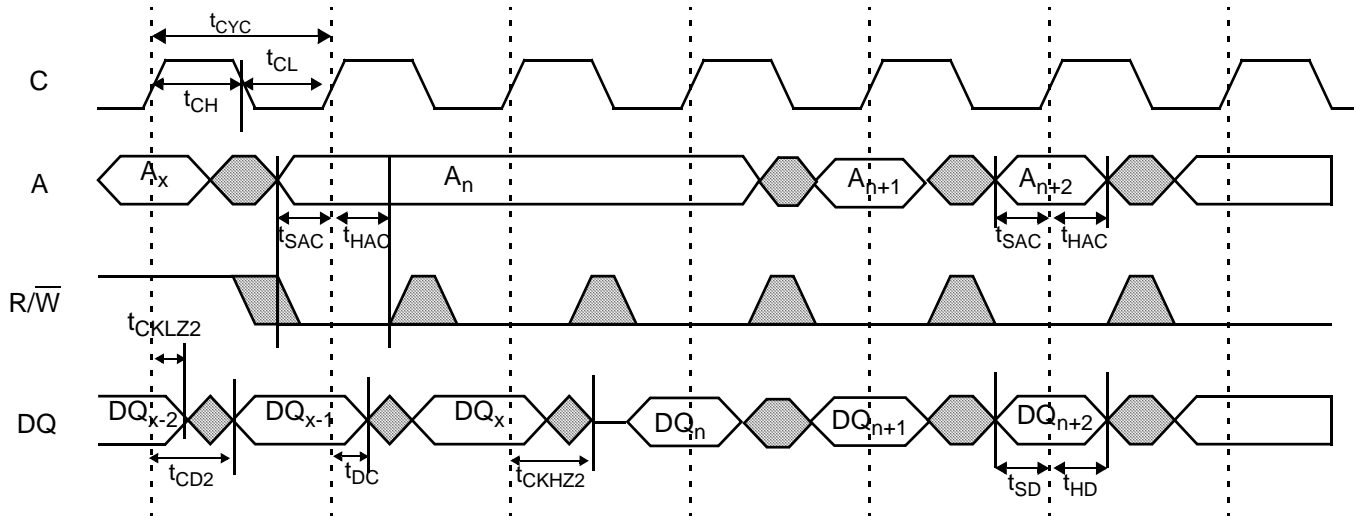 tCYC
C
tCL
tCH
A
Ax
An
An+1
An+2
tSAC
tHAC
tSAC
tHAC
R/W̅
tCKLZ2
DQ
DQx-2
DQx-1
DQx
DQn
DQn+1
DQn+2
tCD2
tDC
tCKHZ2
tSD
tHD